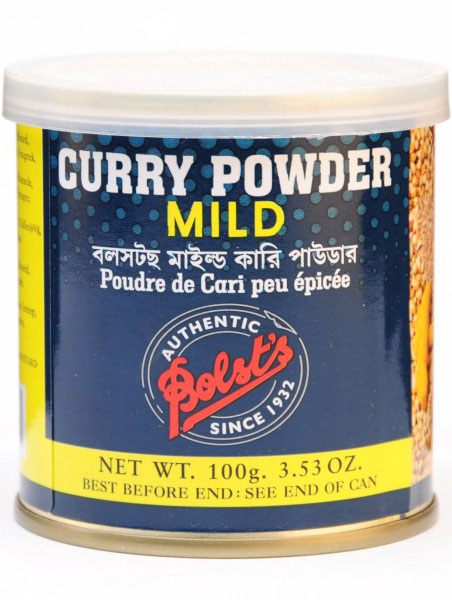 CURRY POWDER
MILD
বলসটছ মাইল্ড কারি পাউডার
Poudre de Cari peu épicée
AUTHENTIC
Bolst's
SINCE 1932
NET WT. 100g. 3.53 OZ.
BEST BEFORE END: SEE END OF CAN